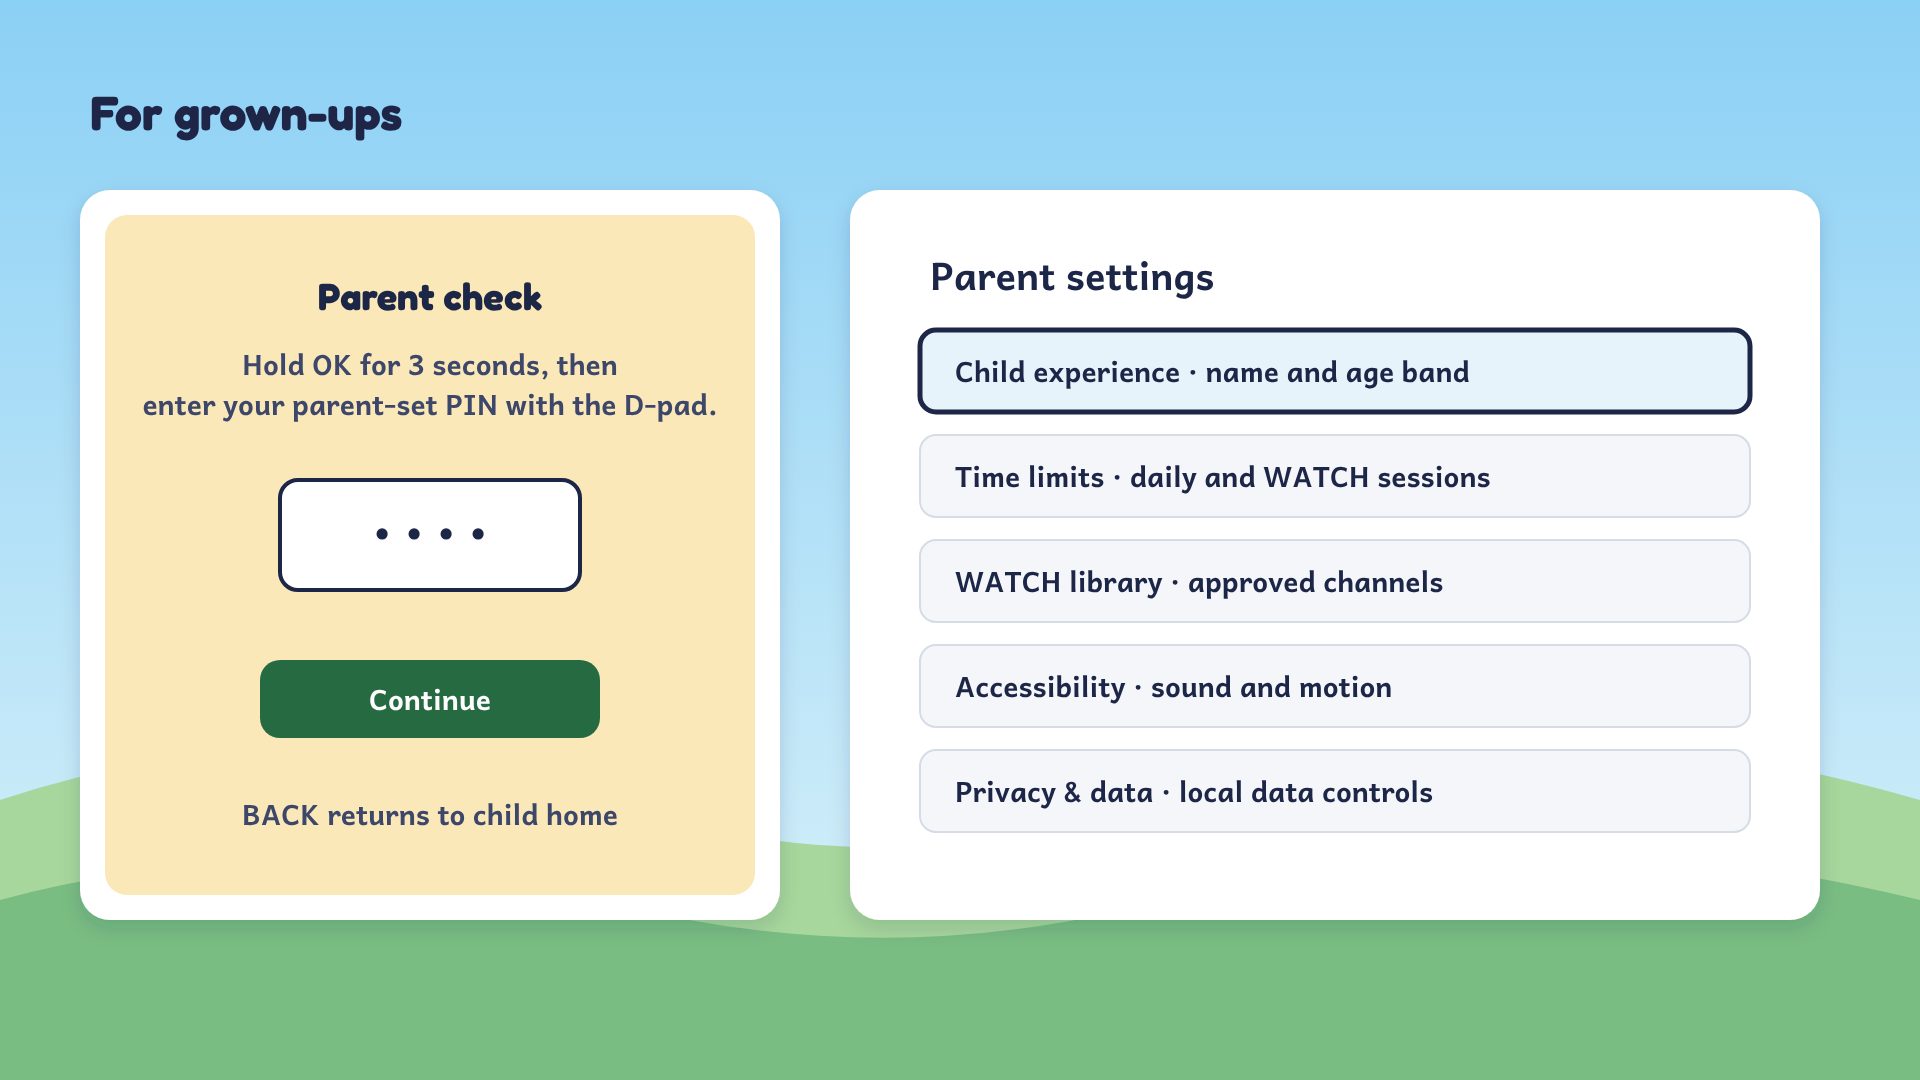 For grown-ups
Parent check
Hold OK for 3 seconds, then
enter your parent-set PIN with the D-pad.
• • • •
Continue
BACK returns to child home
Parent settings
Child experience · name and age band
Time limits · daily and WATCH sessions
WATCH library · approved channels
Accessibility · sound and motion
Privacy & data · local data controls